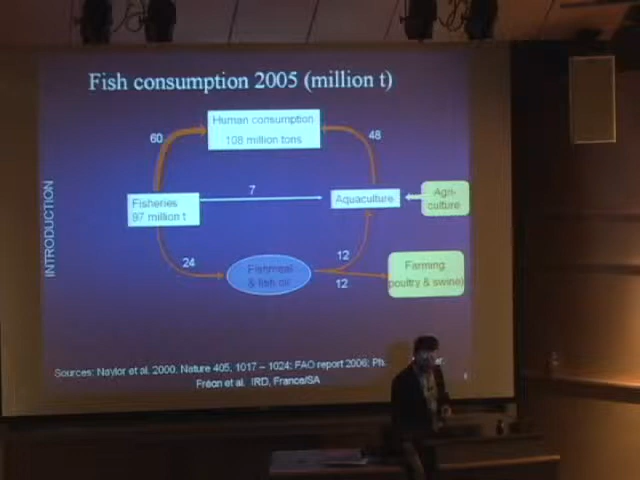 Fish consumption 2005 (million t)
Human consumption
108 million tons
60
48
INTRODUCTION
Fisheries
97 million t
7
Aquaculture
Agri-
culture
24
Fishmeal
& fish oil
12
12
Farming
(poultry & swine)
Sources: Naylor et al. 2000. Nature 405, 1017 – 1024; FAO report 2006; Ph.
Fréon et al. IRD, France/SA